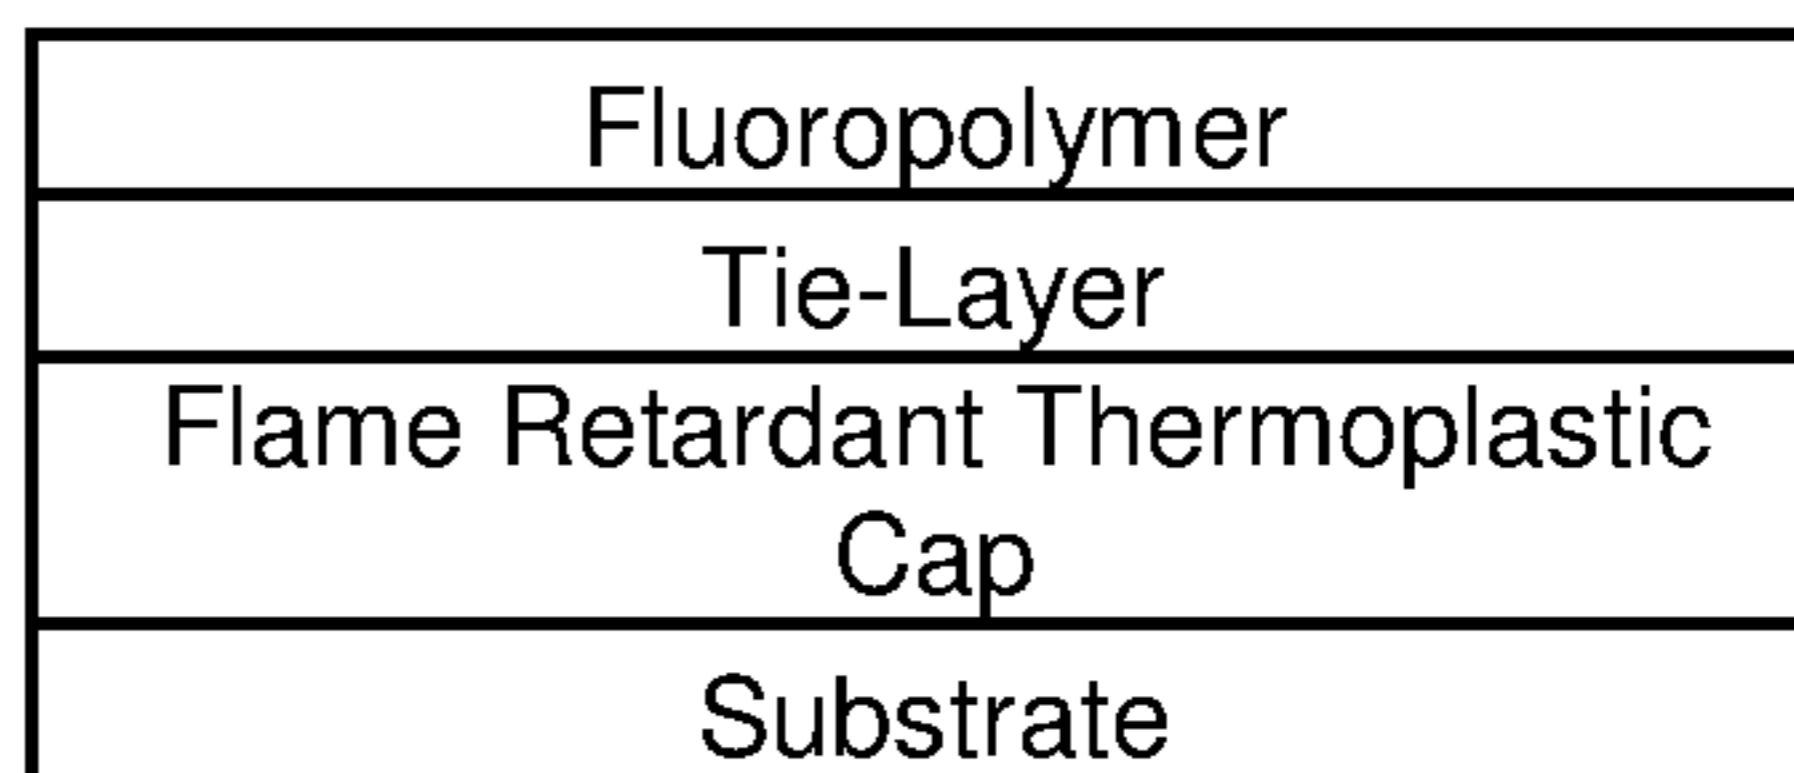 Fluoropolymer
Tie-Layer
Flame Retardant Thermoplastic
Cap
Substrate